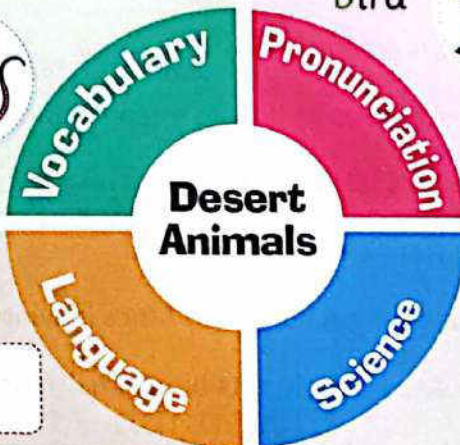 Vocabulary
Pronunciation
Desert
Animals
Language
Science